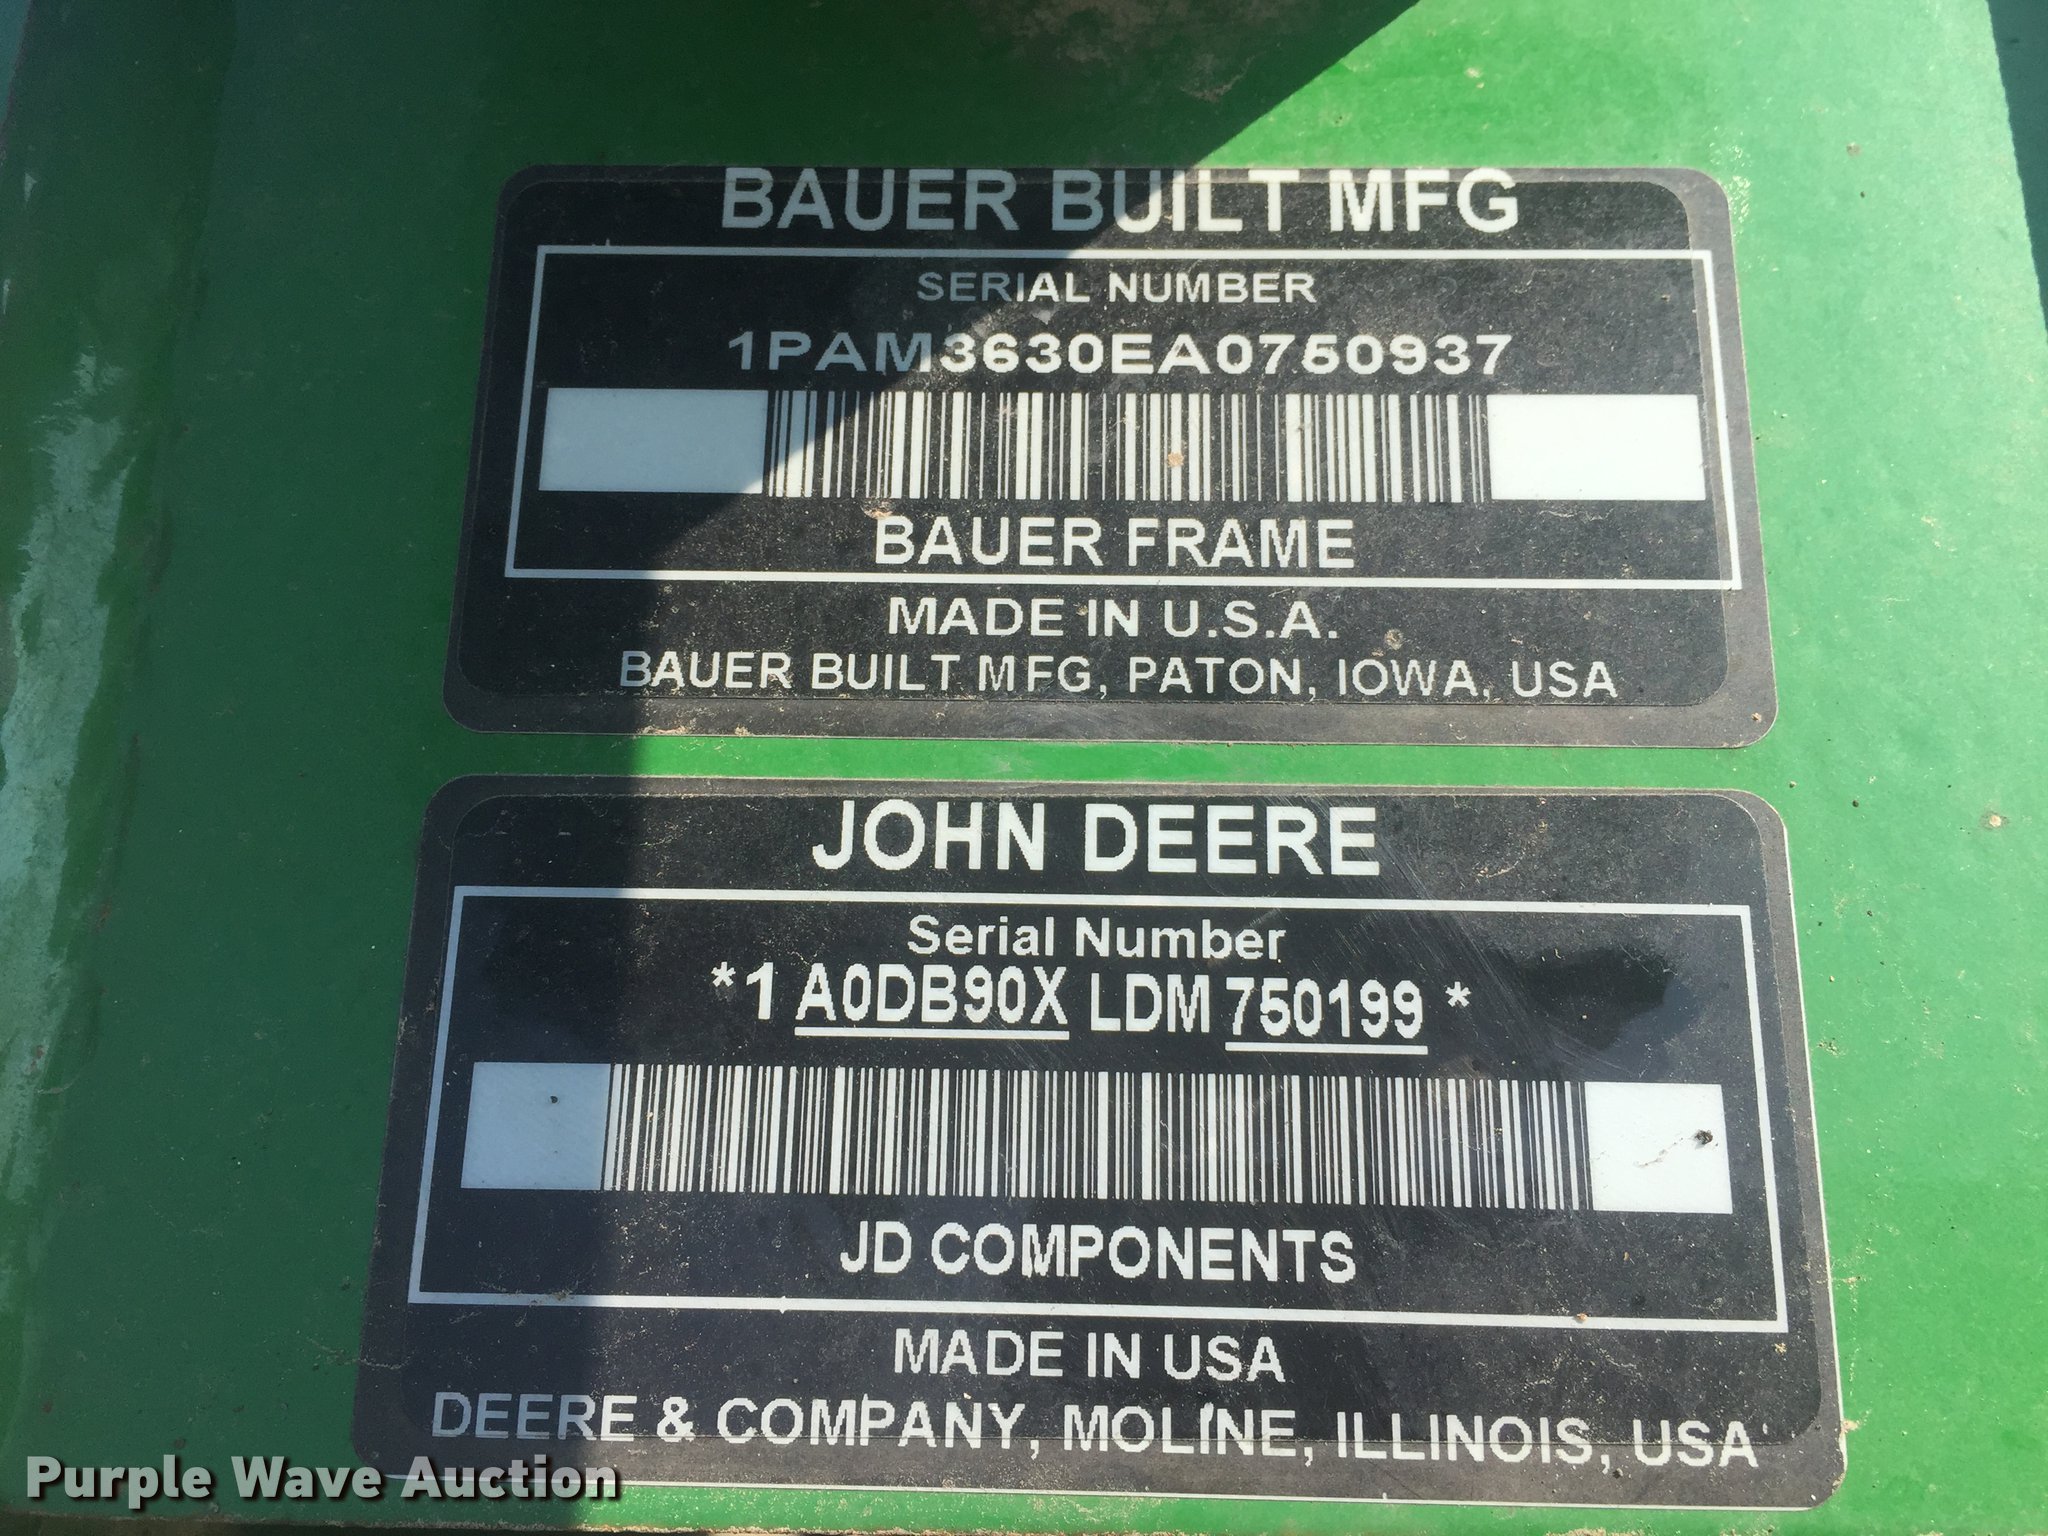 BAUER BUILT MFG
SERIAL NUMBER
1PAM3630EA0750937
BAUER FRAME
MADE IN U.S.A.
BAUER BUILT MFG, PATON, IOWA, USA
JOHN DEERE
Serial Number
*1 A0DB90X LDM 750199 *
JD COMPONENTS
MADE IN USA
DEERE & COMPANY, MOLINE, ILLINOIS, USA
Purple Wave Auction